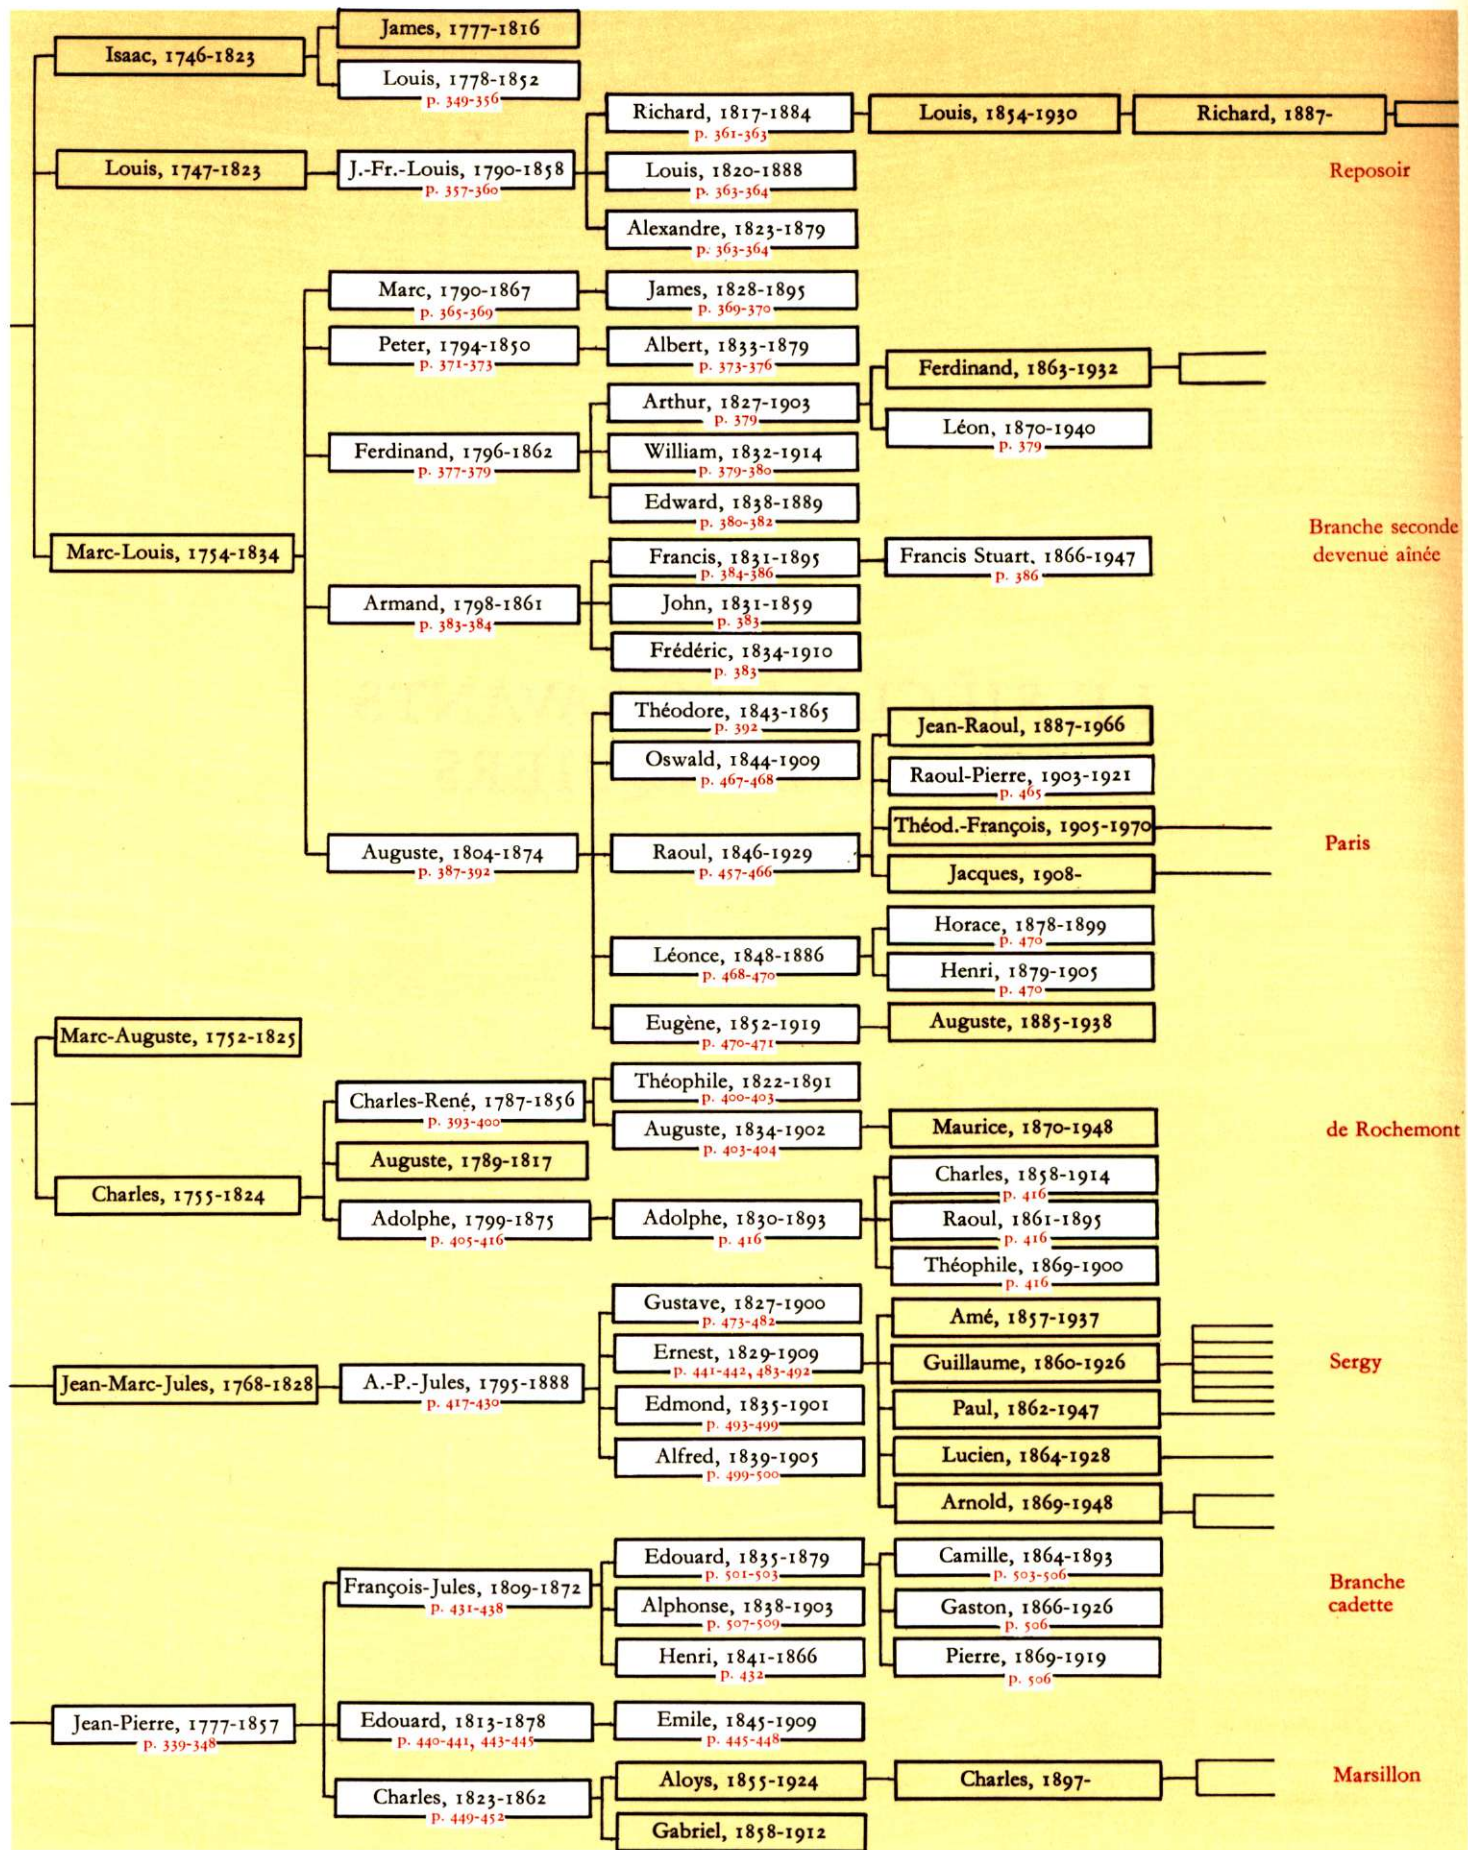 James, 1777-1816
Isaac, 1746-1823
Louis, 1778-1852
p. 349-356
Richard, 1817-1884
p. 361-363
Louis, 1854-1930
Richard, 1887-
Louis, 1747-1823
J.-Fr.-Louis, 1790-1858
p. 357-360
Louis, 1820-1888
p. 363-364
Reposoir
Alexandre, 1823-1879
p. 363-364
Marc, 1790-1867
p. 365-369
James, 1828-1895
p. 369-370
Peter, 1794-1850
p. 371-373
Albert, 1833-1879
p. 373-376
Ferdinand, 1863-1932
Arthur, 1827-1903
p. 379
Léon, 1870-1940
p. 379
Ferdinand, 1796-1862
p. 377-379
William, 1832-1914
p. 379-380
Edward, 1838-1889
p. 380-382
Branche seconde
devenue aînée
Marc-Louis, 1754-1834
Francis, 1831-1895
p. 384-386
Francis Stuart. 1866-1947
p. 386
Armand, 1798-1861
p. 383-384
John, 1831-1859
p. 383
Frédéric, 1834-1910
p. 383
Théodore, 1843-1865
p. 392
Jean-Raoul, 1887-1966
Oswald, 1844-1909
p. 467-468
Raoul-Pierre, 1903-1921
p. 465
Théod.-François, 1905-1970
Auguste, 1804-1874
p. 387-392
Raoul, 1846-1929
p. 457-466
Paris
Jacques, 1908-
Horace, 1878-1899
p. 470
Léonce, 1848-1886
p. 468-470
Henri, 1879-1905
p. 470
Eugène, 1852-1919
p. 470-471
Auguste, 1885-1938
Marc-Auguste, 1752-1825
Théophile, 1822-1891
p. 400-403
Charles-René, 1787-1856
p. 393-400
Auguste, 1834-1902
p. 403-404
Maurice, 1870-1948
de Rochemont
Auguste, 1789-1817
Charles, 1858-1914
p. 416
Charles, 1755-1824
Adolphe, 1799-1875
p. 405-416
Adolphe, 1830-1893
p. 416
Raoul, 1861-1895
p. 416
Théophile, 1869-1900
p. 416
Gustave, 1827-1900
p. 473-482
Amé, 1857-1937
Ernest, 1829-1909
p. 441-442, 483-492
Guillaume, 1860-1926
Sergy
Jean-Marc-Jules, 1768-1828
A.-P.-Jules, 1795-1888
p. 417-430
Edmond, 1835-1901
p. 493-499
Paul, 1862-1947
Alfred, 1839-1905
p. 499-500
Lucien, 1864-1928
Arnold, 1869-1948
Edouard, 1835-1879
p. 501-503
Camille, 1864-1893
p. 503-506
François-Jules, 1809-1872
p. 431-438
Branche
cadette
Alphonse, 1838-1903
p. 507-509
Gaston, 1866-1926
p. 506
Henri, 1841-1866
p. 432
Pierre, 1869-1919
p. 506
Jean-Pierre, 1777-1857
p. 339-348
Edouard, 1813-1878
p. 440-441, 443-445
Emile, 1845-1909
p. 445-448
Aloys, 1855-1924
Charles, 1897-
Marsillon
Charles, 1823-1862
p. 449-452
Gabriel, 1858-1912